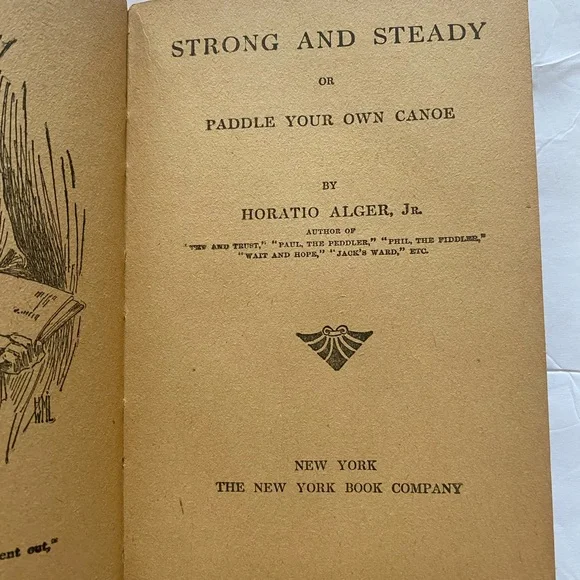 WML
ent out,"
STRONG AND STEADY
OR
PADDLE YOUR OWN CANOE
BY
HORATIO ALGER, JR.
AUTHOR OF
AND TRUST," "PAUL, THE PEDDLER," "PHIL, THE FIDDLER,"
"WAIT AND HOPE," "JACK'S WARD," ETC.
NEW YORK
THE NEW YORK BOOK COMPANY